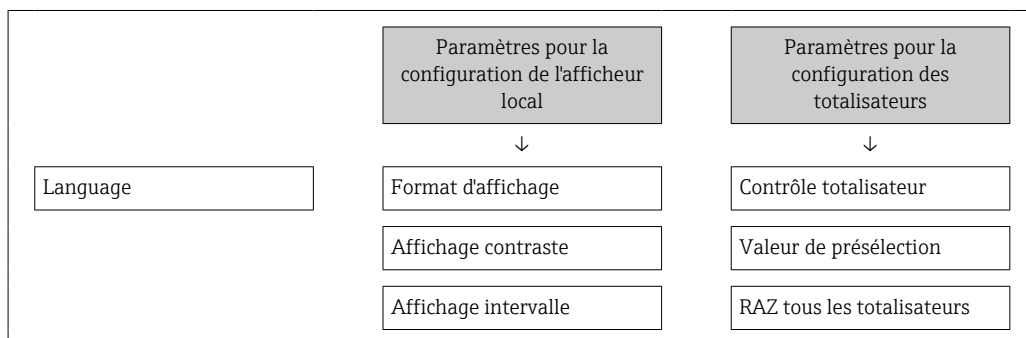 Paramètres pour la
configuration de l'afficheur
local
Paramètres pour la
configuration des
totalisateurs
↓
↓
Language
Format d'affichage
Contrôle totalisateur
Affichage contraste
Valeur de présélection
Affichage intervalle
RAZ tous les totalisateurs